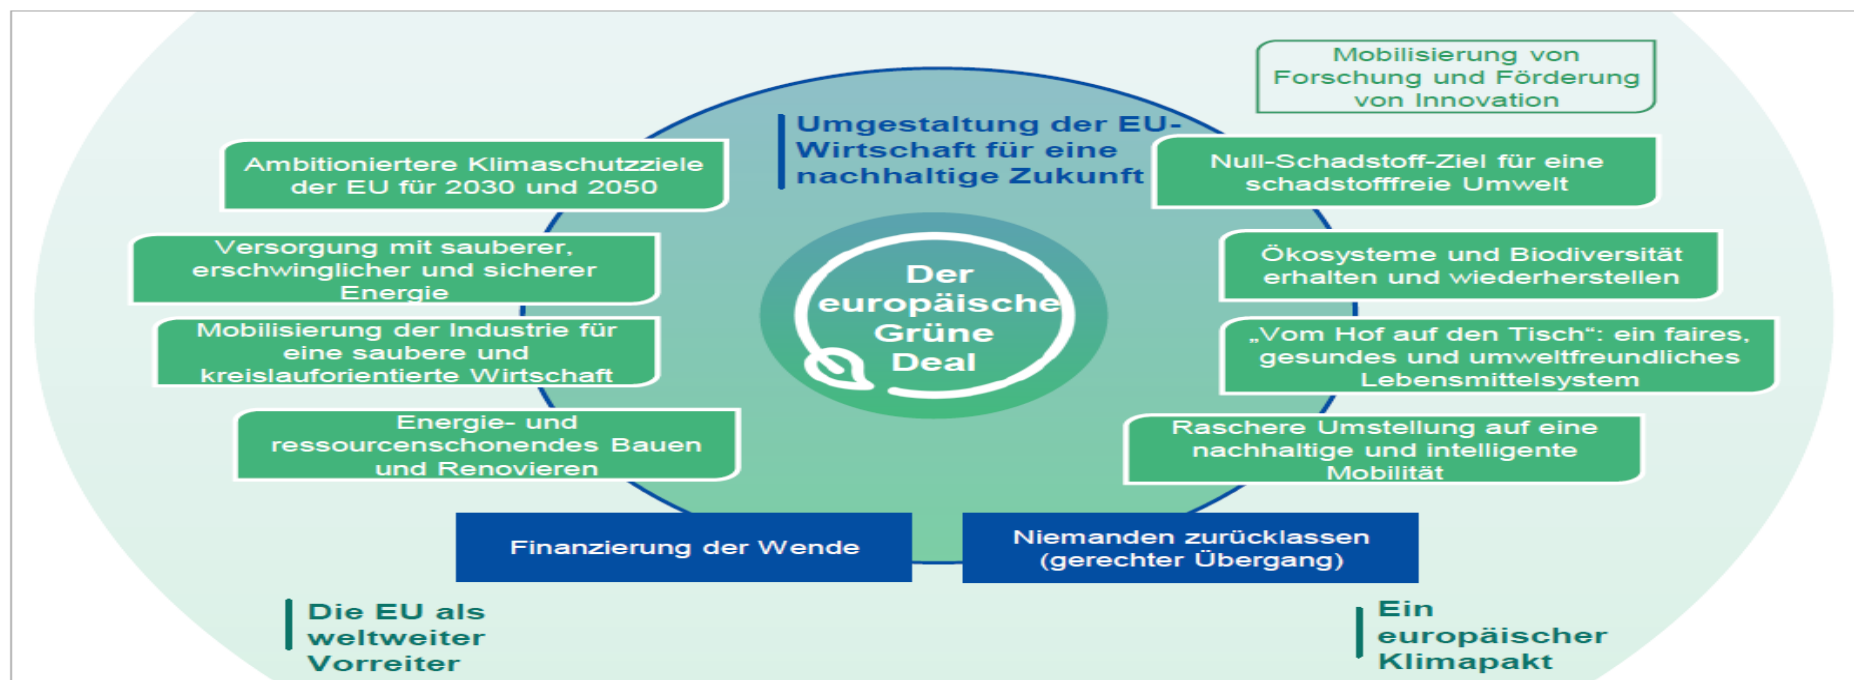 Mobilisierung von
Forschung und Förderung
von Innovation
Umgestaltung der EU-
Wirtschaft für eine
nachhaltige Zukunft
Ambitioniertere Klimaschutzziele
der EU für 2030 und 2050
Null-Schadstoff-Ziel für eine
schadstofffreie Umwelt
Versorgung mit sauberer,
erschwinglicher und sicherer
Energie
Ökosysteme und Biodiversität
erhalten und wiederherstellen
Der
europäische
Grüne
Deal
Mobilisierung der Industrie für
eine saubere und
kreislauforientierte Wirtschaft
„Vom Hof auf den Tisch“: ein faires,
gesundes und umweltfreundliches
Lebensmittelsystem
Energie- und
ressourcenschonendes Bauen
und Renovieren
Raschere Umstellung auf eine
nachhaltige und intelligente
Mobilität
Finanzierung der Wende
Niemanden zurücklassen
(gerechter Übergang)
Die EU als
weltweiter
Vorreiter
Ein
europäischer
Klimapakt